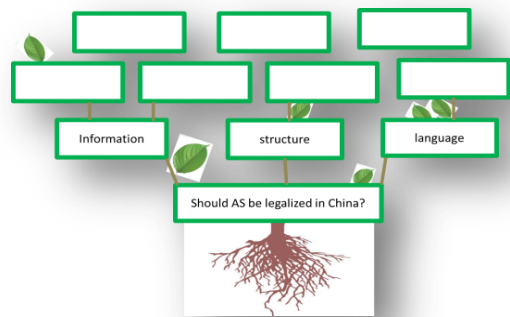 Information
structure
language
Should AS be legalized in China?